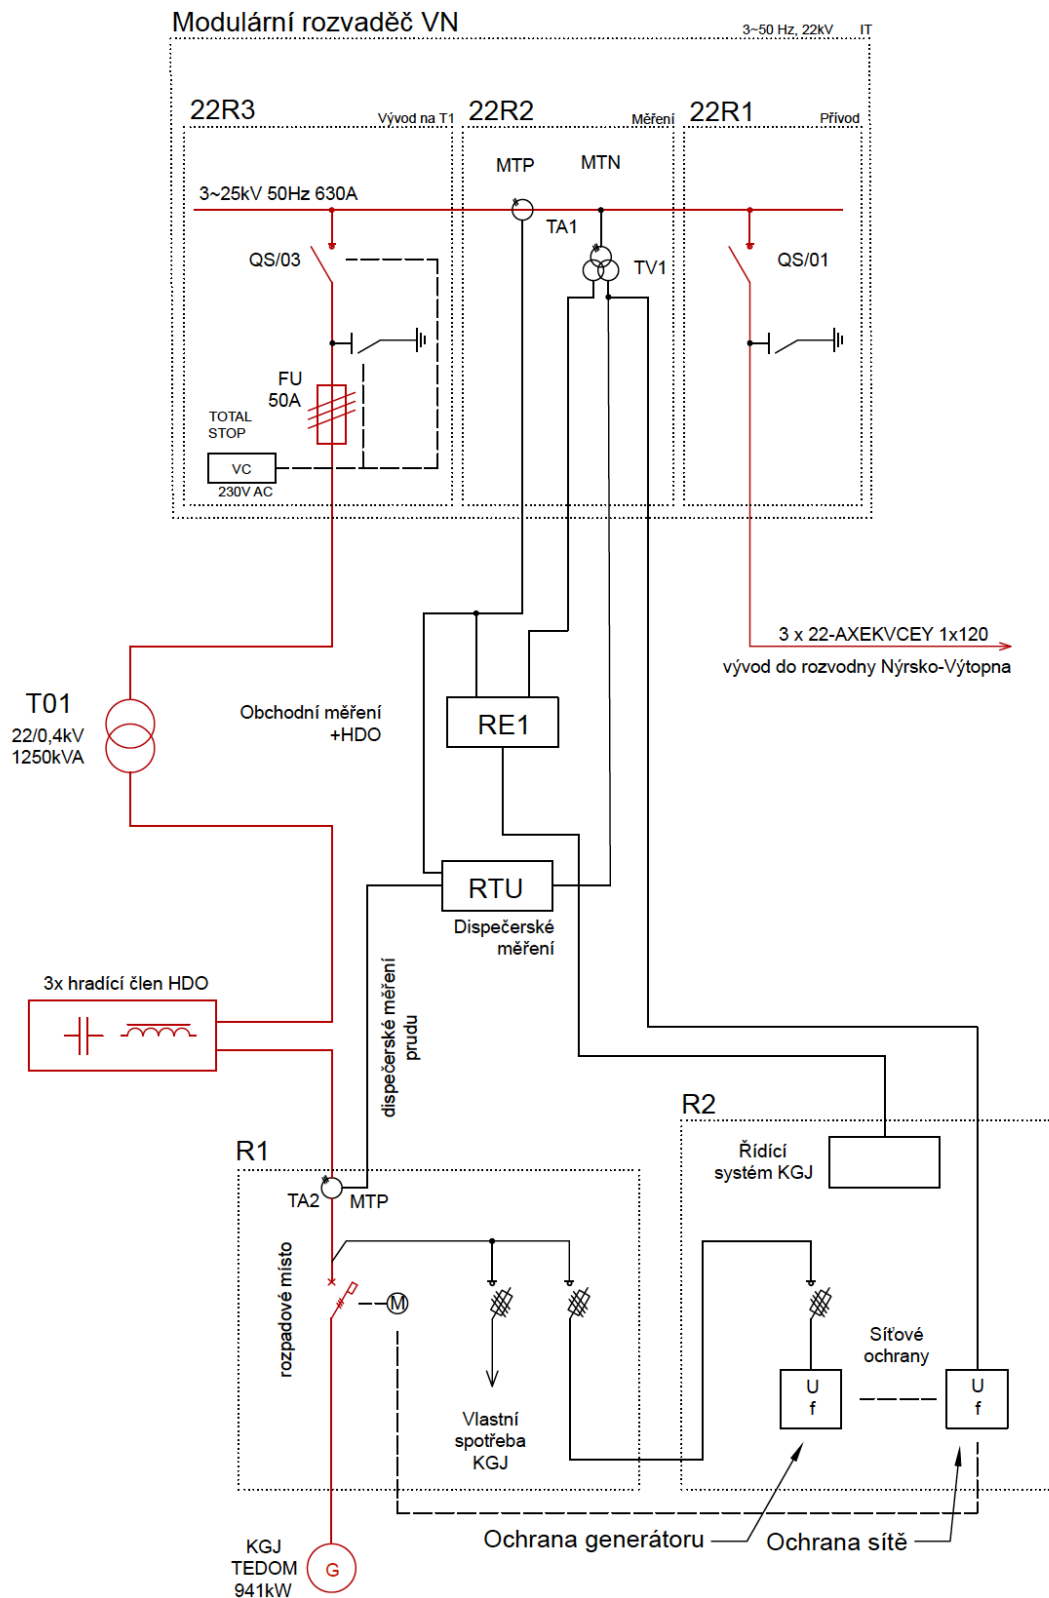 Modulární rozvaděč VN
3~50 Hz, 22kV
IT
22R3
Vývod na T1
22R2
Měření
22R1
Přívod
MTP
MTN
3~25kV 50Hz 630A
TA1
QS/03
TV1
QS/01
FU
50A
TOTAL
STOP
VC
230V AC
3 x 22-AXEKVCEY 1x120
vývod do rozvodny Nýrsko-Výtopna
T01
22/0,4kV
1250kVA
Obchodní měření
+HDO
RE1
RTU
Dispečerské
měření
3x hradící člen HDO
dispečerské měření
prudu
R2
R1
Řídící
systém KGJ
TA2
MTP
rozpadové místo
M
Síťové
ochrany
U
f
U
f
Vlastní
spotřeba
KGJ
Ochrana generátoru
Ochrana sítě
KGJ
TEDOM
941kW
G